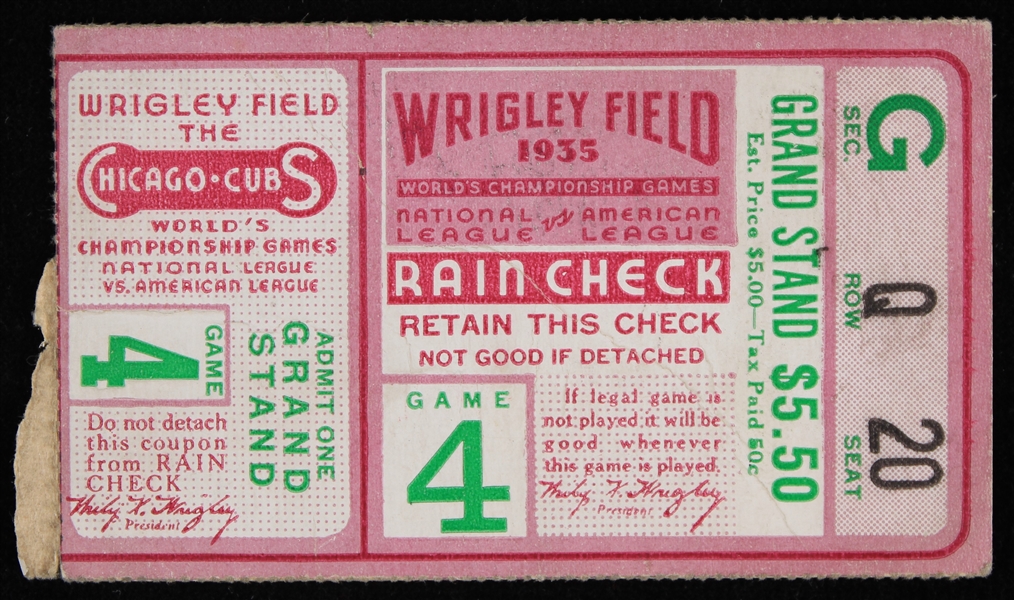 WRIGLEY FIELD
THE
CHICAGO·CUBS
WORLD'S
CHAMPIONSHIP GAMES
NATIONAL LEAGUE
VS. AMERICAN LEAGUE
4
GAME
ADMIT ONE
GRAND
STAND
Do not detach
this coupon
from RAIN
CHECK
Philip K. Wrigley
President
WRIGLEY FIELD
1935
WORLD'S CHAMPIONSHIP GAMES
NATIONAL LEAGUE vs AMERICAN LEAGUE
RAIN CHECK
RETAIN THIS CHECK
NOT GOOD IF DETACHED
GAME
4
If legal game is
not played it will be
good whenever
this game is played.
Philip K. Wrigley
President
GRAND STAND $5.50
Est. Price $5.00—Tax Paid 50c
G
SEC.
Q
ROW
20
SEAT